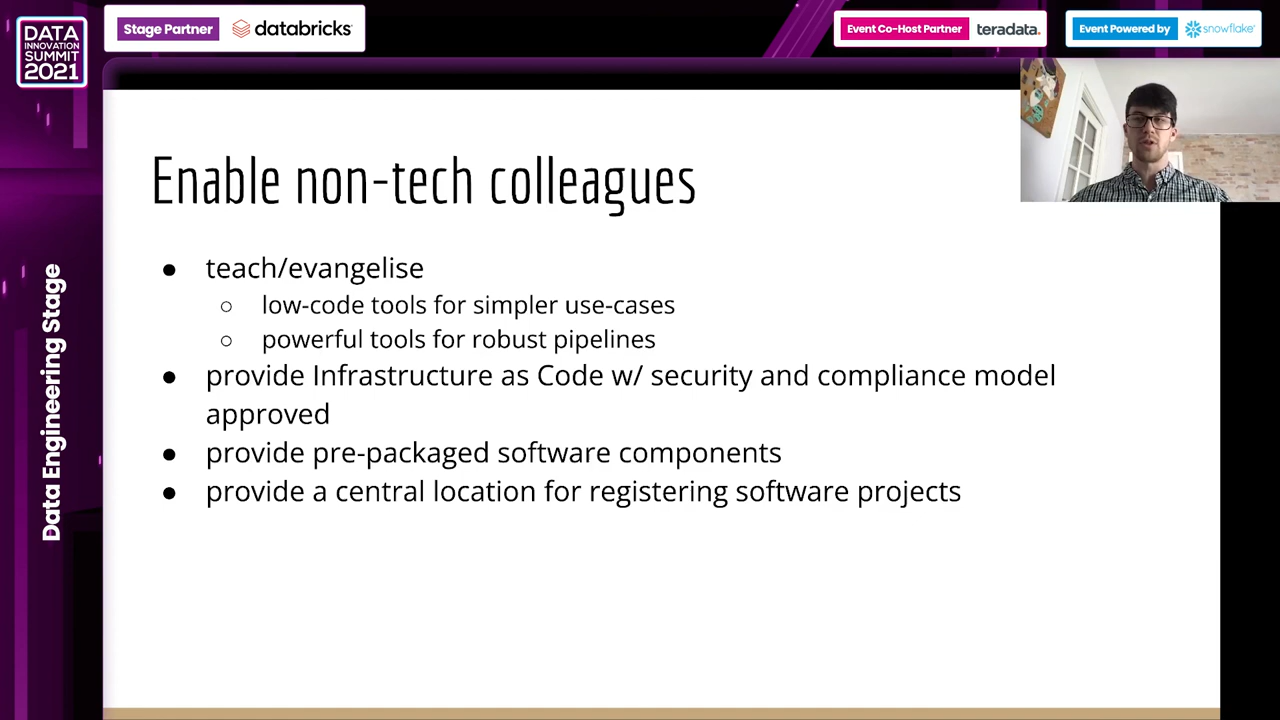 DATA
INNOVATION
SUMMIT
2021
Stage Partner
databricks
Event Co-Host Partner
teradata.
Event Powered by
snowflake
Data Engineering Stage
Enable non-tech colleagues
● teach/evangelise
○ low-code tools for simpler use-cases
○ powerful tools for robust pipelines
● provide Infrastructure as Code w/ security and compliance model
approved
● provide pre-packaged software components
● provide a central location for registering software projects